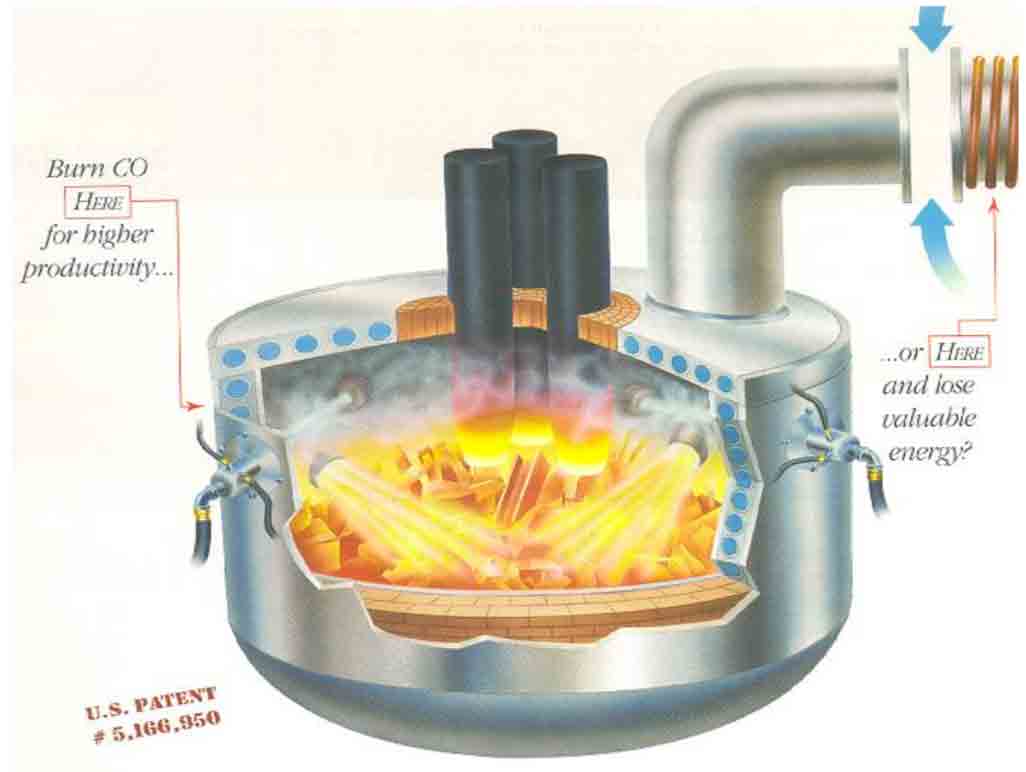 Burn CO
HERE
for higher
productivity...
...or HERE
and lose
valuable
energy?
U.S. PATENT
# 5,166,950